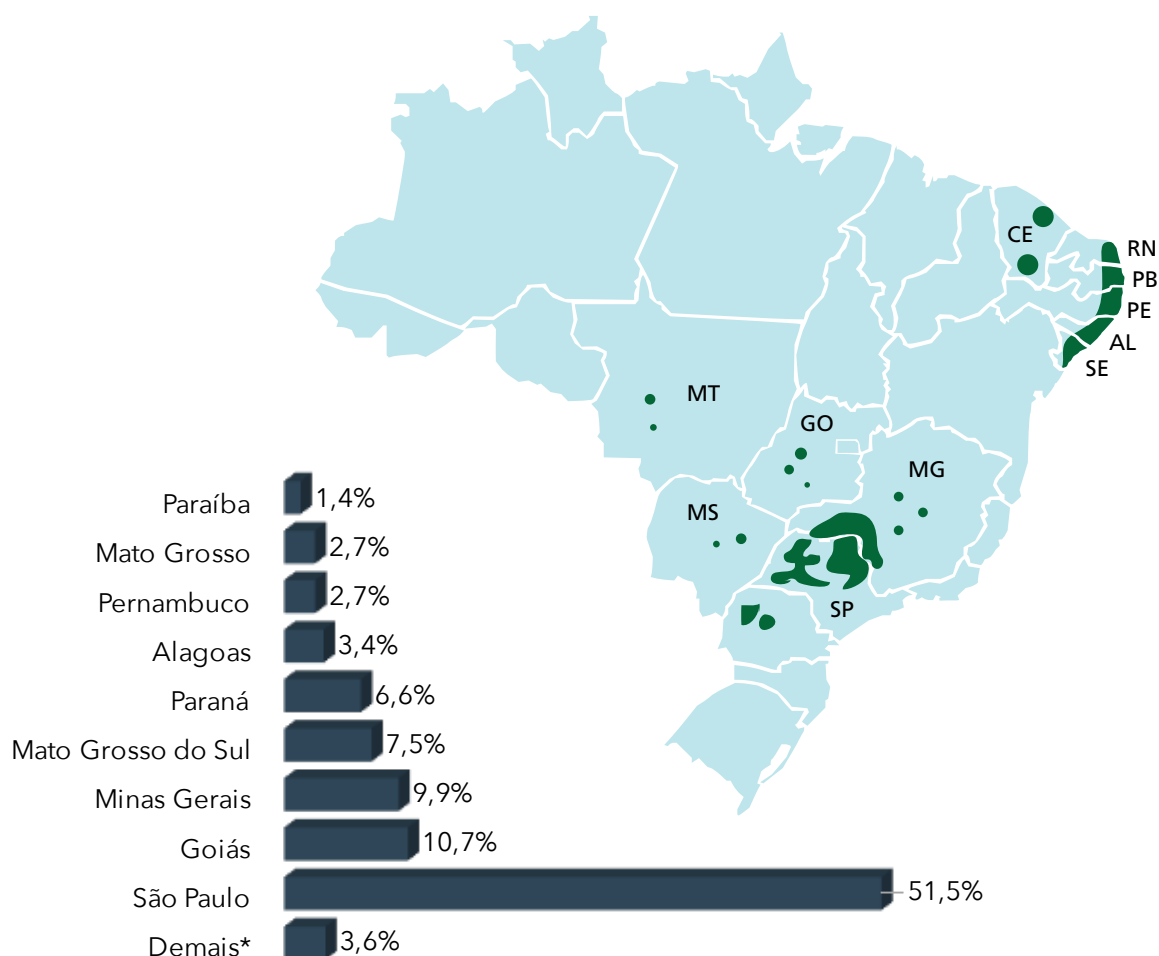 CE
RN
PB
PE
AL
SE
MT
GO
MG
MS
SP
Paraíba 1,4%
Mato Grosso 2,7%
Pernambuco 2,7%
Alagoas 3,4%
Paraná 6,6%
Mato Grosso do Sul 7,5%
Minas Gerais 9,9%
Goiás 10,7%
São Paulo 51,5%
Demais* 3,6%